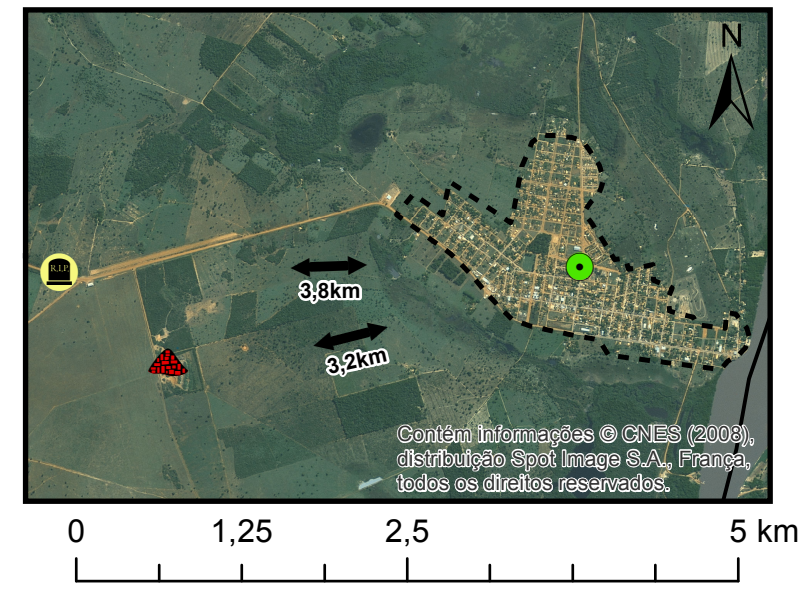 N
R.I.P.
3,8km
3,2km
Contém informações © CNES (2008),
distribuição Spot Image S.A., França,
todos os direitos reservados.
0 1,25 2,5 5 km